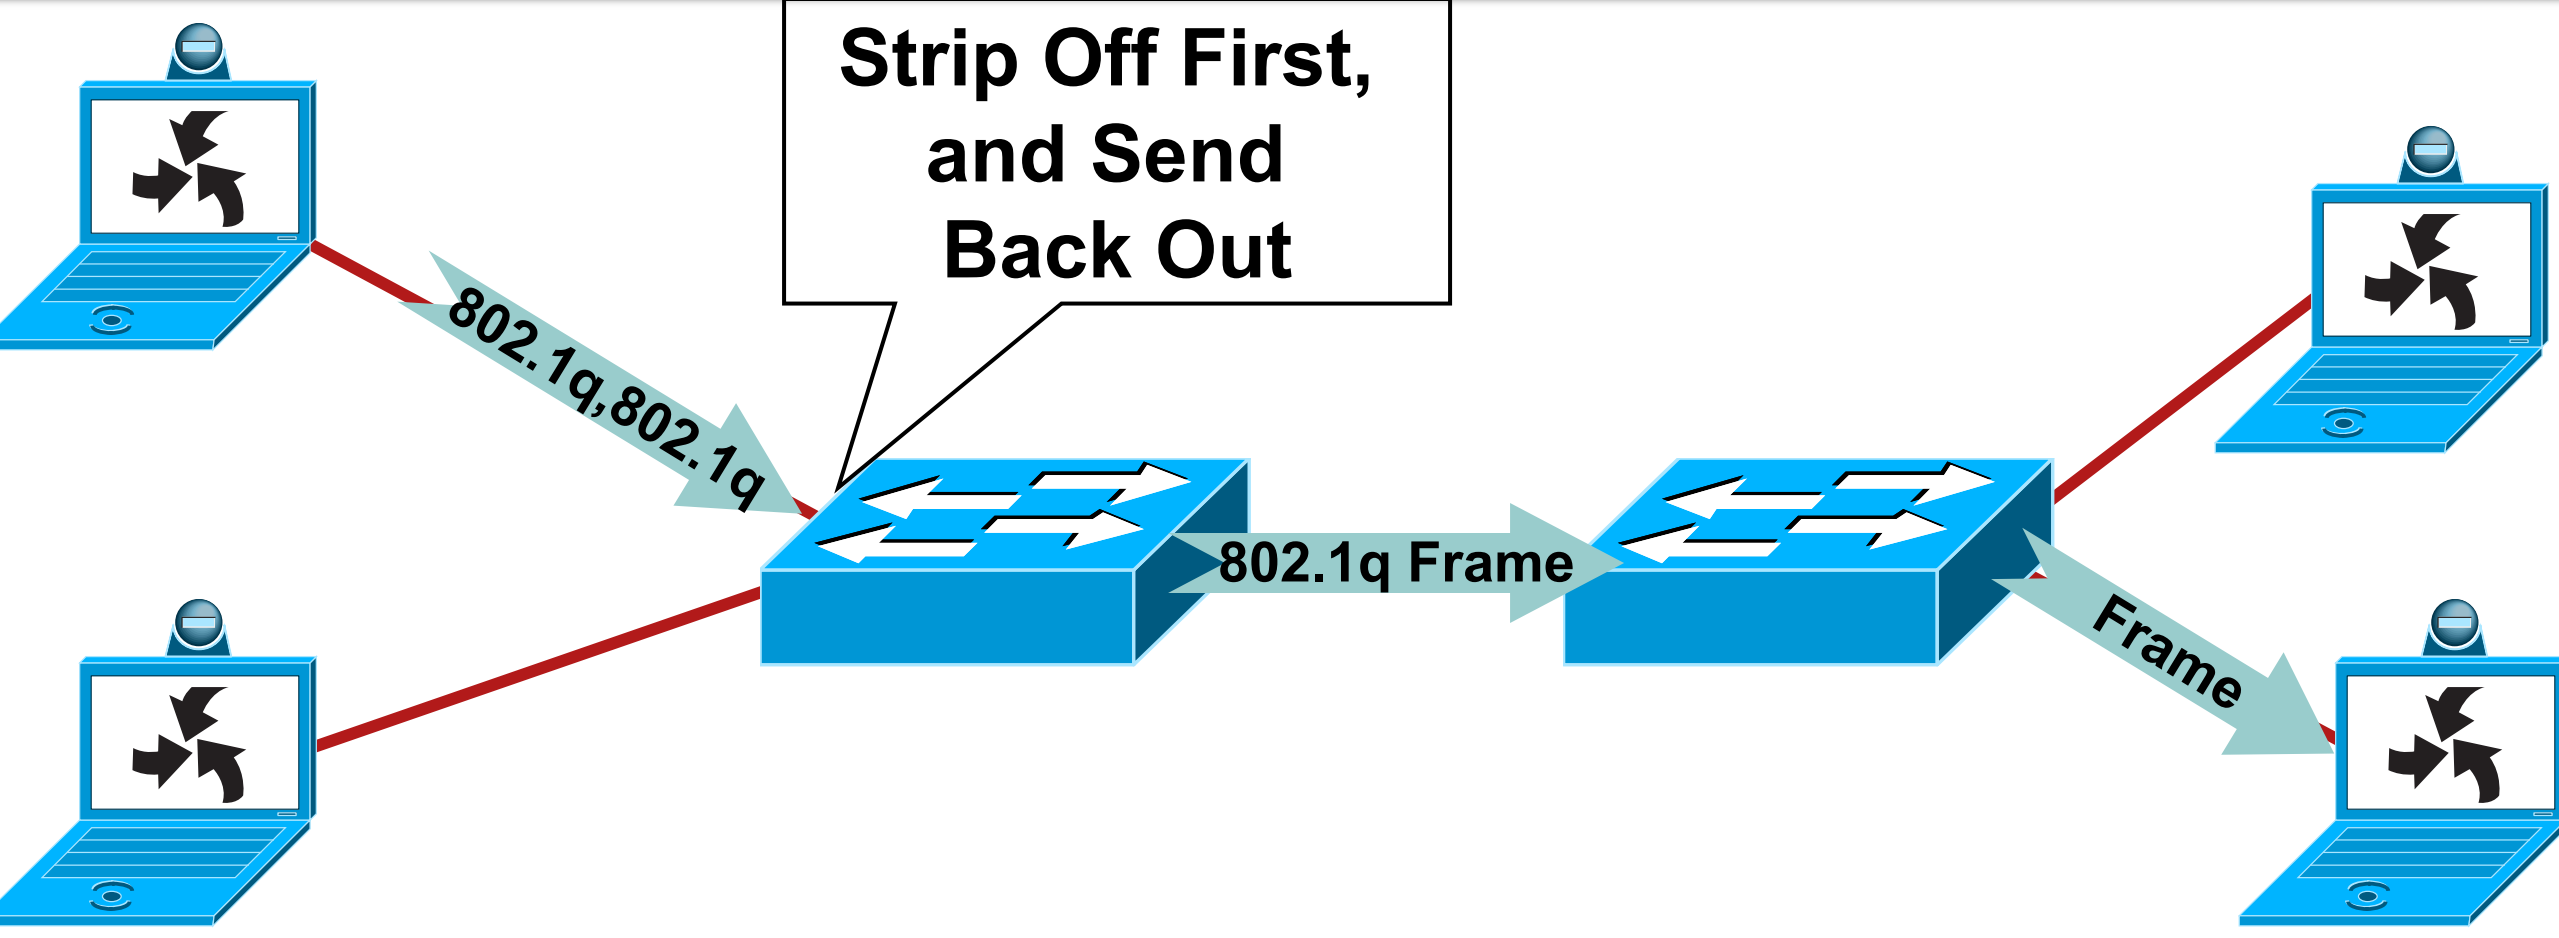 Strip Off First,
and Send
Back Out
802.1q,802.1q
802.1q Frame
Frame